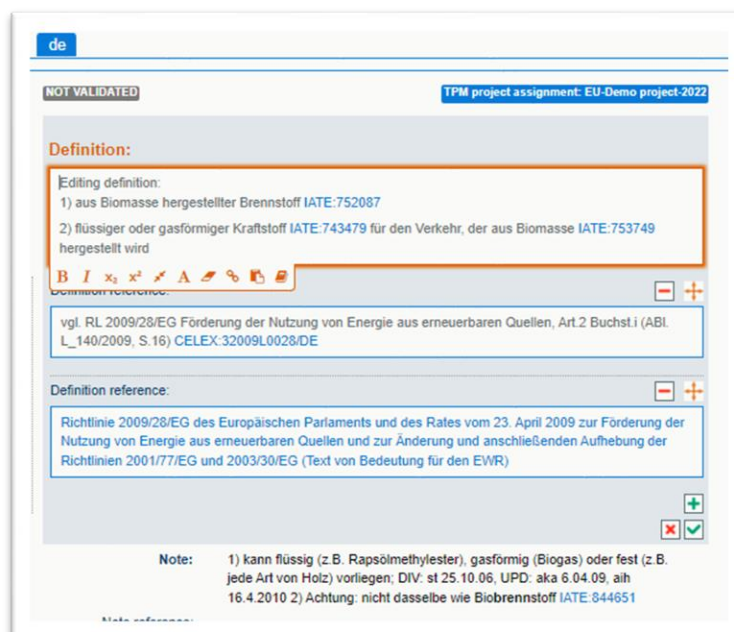 de
NOT VALIDATED
TPM project assignment: EU-Demo project-2022
Definition:
Editing definition:
1) aus Biomasse hergestellter Brennstoff IATE:752087
2) flüssiger oder gasförmiger Kraftstoff IATE:743479 für den Verkehr, der aus Biomasse IATE:753749
hergestellt wird
B I x₂ x² A
Definition reference:
vgl. RL 2009/28/EG Förderung der Nutzung von Energie aus erneuerbaren Quellen, Art.2 Buchst.i (ABl.
L_140/2009, S.16) CELEX:32009L0028/DE
Definition reference:
Richtlinie 2009/28/EG des Europäischen Parlaments und des Rates vom 23. April 2009 zur Förderung der
Nutzung von Energie aus erneuerbaren Quellen und zur Änderung und anschließenden Aufhebung der
Richtlinien 2001/77/EG und 2003/30/EG (Text von Bedeutung für den EWR)
Note: 1) kann flüssig (z.B. Rapsölmethylester), gasförmig (Biogas) oder fest (z.B.
jede Art von Holz) vorliegen; DIV: st 25.10.06, UPD: aka 6.04.09, aih
16.4.2010 2) Achtung: nicht dasselbe wie Biobrennstoff IATE:844651
Note reference: